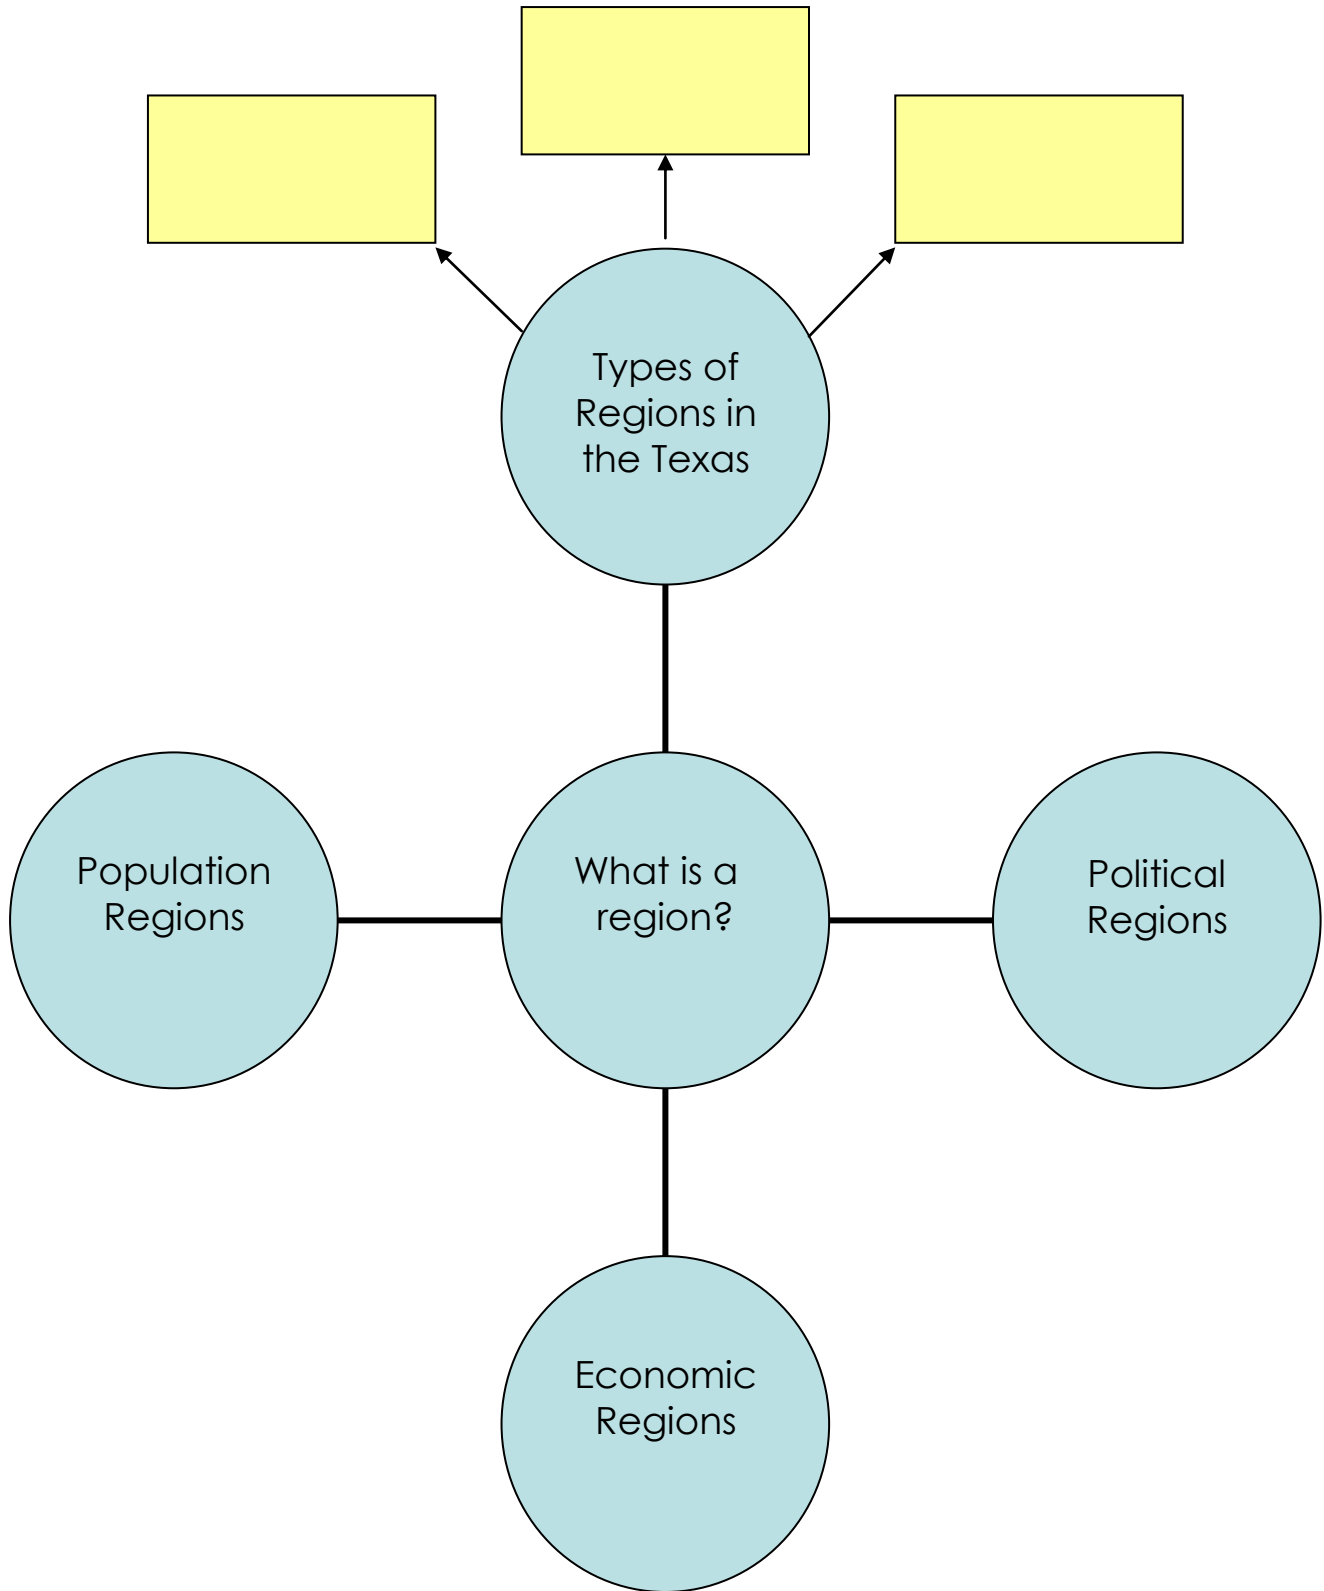 Types of
Regions in
the Texas
Population
Regions
What is a
region?
Political
Regions
Economic
Regions